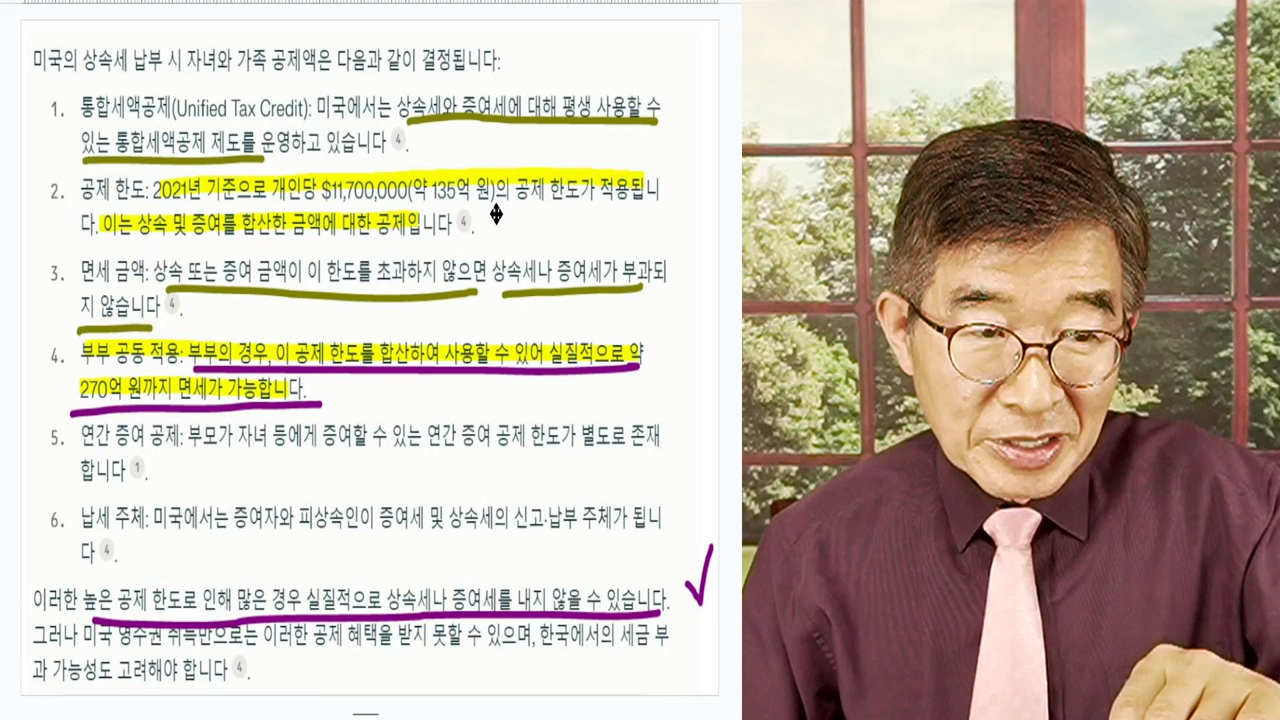 미국의 상속세 납부 시 자녀와 가족 공제액은 다음과 같이 결정됩니다:
1. 통합세액공제(Unified Tax Credit): 미국에서는 상속세와 증여세에 대해 평생 사용할 수
있는 통합세액공제 제도를 운영하고 있습니다 4.
2. 공제 한도: 2021년 기준으로 개인당 $11,700,000(약 135억 원)의 공제 한도가 적용됩니
다. 이는 상속 및 증여를 합산한 금액에 대한 공제입니다 4.
3. 면세 금액: 상속 또는 증여 금액이 이 한도를 초과하지 않으면 상속세나 증여세가 부과되
지 않습니다 4.
4. 부부 공동 적용: 부부의 경우, 이 공제 한도를 합산하여 사용할 수 있어 실질적으로 약
270억 원까지 면세가 가능합니다.
5. 연간 증여 공제: 부모가 자녀 등에게 증여할 수 있는 연간 증여 공제 한도가 별도로 존재
합니다 1.
6. 납세 주체: 미국에서는 증여자와 피상속인이 증여세 및 상속세의 신고·납부 주체가 됩니
다 4.
이러한 높은 공제 한도로 인해 많은 경우 실질적으로 상속세나 증여세를 내지 않을 수 있습니다.
그러나 미국 영주권 취득만으로는 이러한 공제 혜택을 받지 못할 수 있으며, 한국에서의 세금 부
과 가능성도 고려해야 합니다 4.